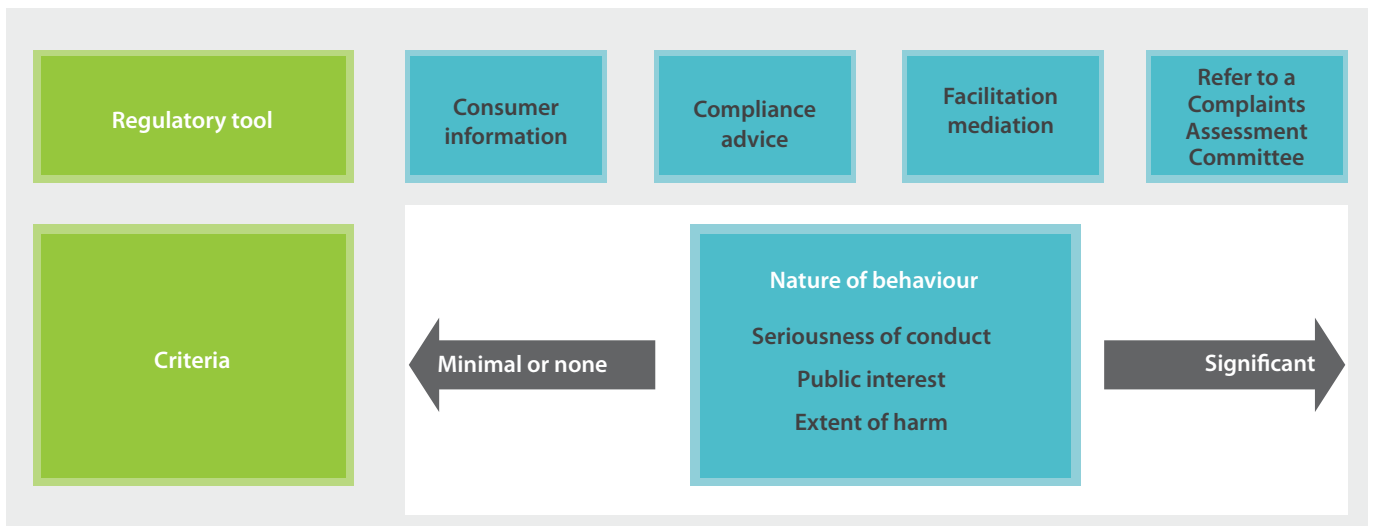 Regulatory tool
Consumer
information
Compliance
advice
Facilitation
mediation
Refer to a
Complaints
Assessment
Committee
Criteria
Minimal or none
Nature of behaviour
Seriousness of conduct
Public interest
Extent of harm
Significant